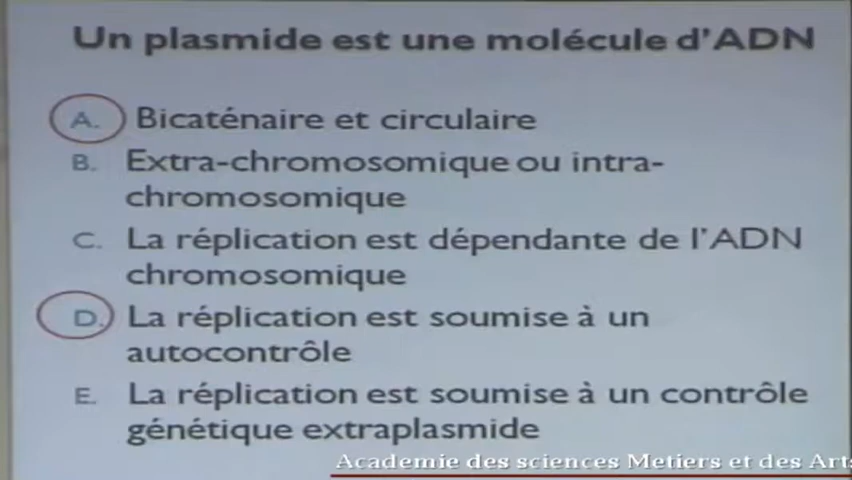 Un plasmide est une molécule d'ADN
A. Bicaténaire et circulaire
B. Extra-chromosomique ou intra-
chromosomique
C. La réplication est dépendante de l'ADN
chromosomique
D. La réplication est soumise à un
autocontrôle
E. La réplication est soumise à un contrôle
génétique extraplasmide
Academie des sciences Metiers et des Arts